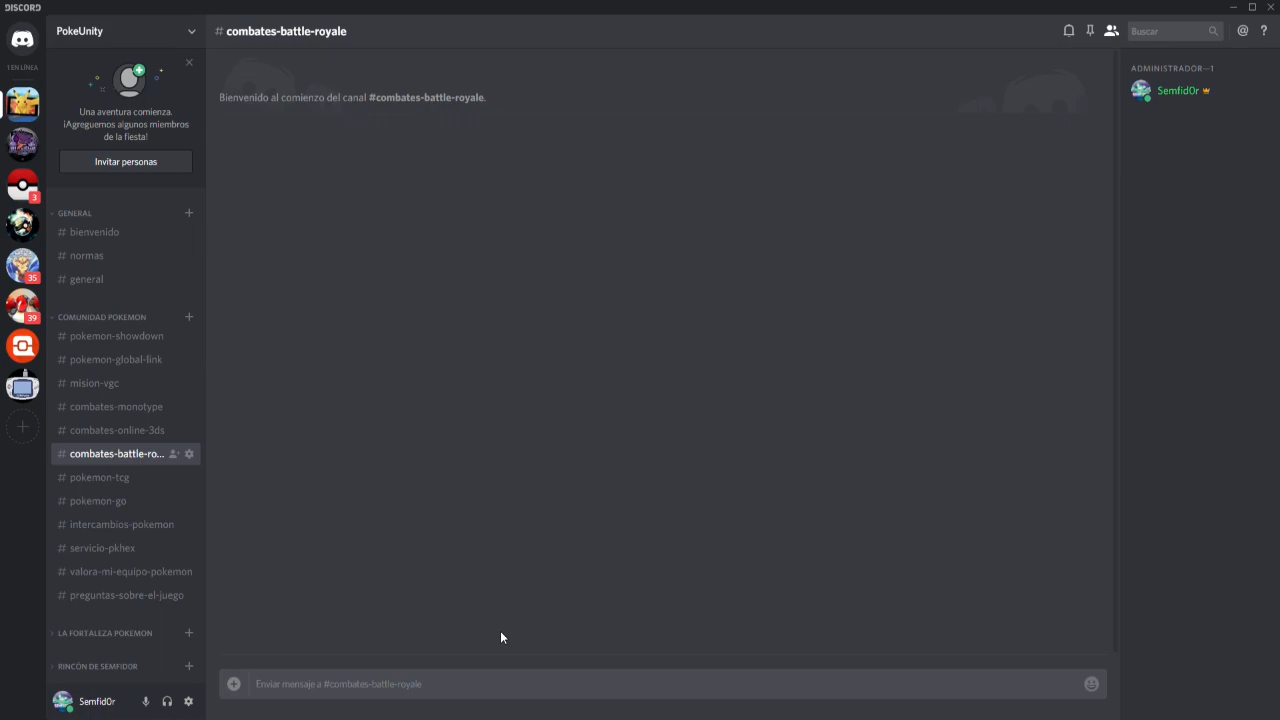 DISCORD
PokeUnity
# combates-battle-royale
Buscar
@
?
1 EN LÍNEA
Una aventura comienza.
¡Agreguemos algunos miembros
de la fiesta!
Invitar personas
3
35
39
GENERAL
# bienvenido
# normas
# general
COMUNIDAD POKEMON
# pokemon-showdown
# pokemon-global-link
# mision-vgc
# combates-monotype
# combates-online-3ds
# combates-battle-ro...
# pokemon-tcg
# pokemon-go
# intercambios-pokemon
# servicio-pkhex
# valora-mi-equipo-pokemon
# preguntas-sobre-el-juego
LA FORTALEZA POKEMON
RINCÓN DE SEMFID0R
Semfid0r
Bienvenido al comienzo del canal #combates-battle-royale.
Enviar mensaje a #combates-battle-royale
ADMINISTRADOR—1
Semfid0r